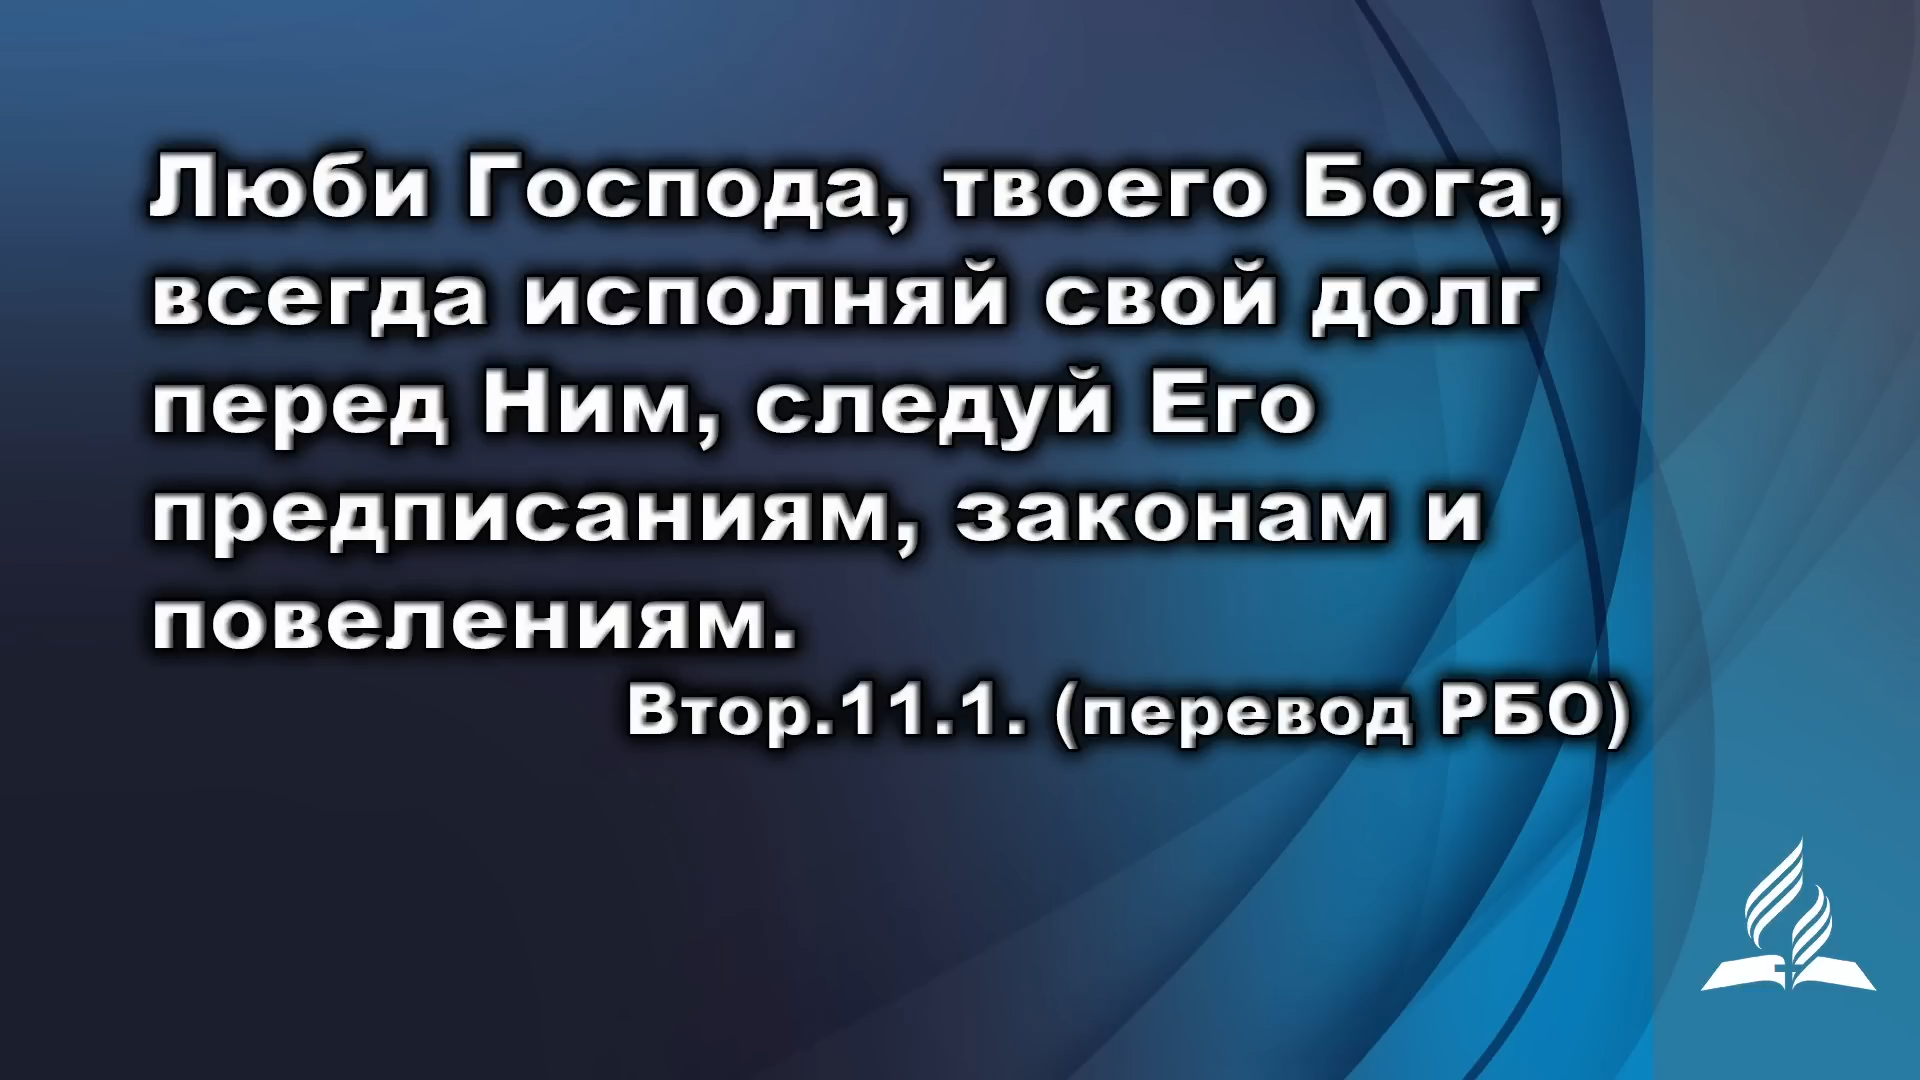 Люби Господа, твоего Бога,
всегда исполняй свой долг
перед Ним, следуй Его
предписаниям, законам и
повелениям.
Втор.11.1. (перевод РБО)